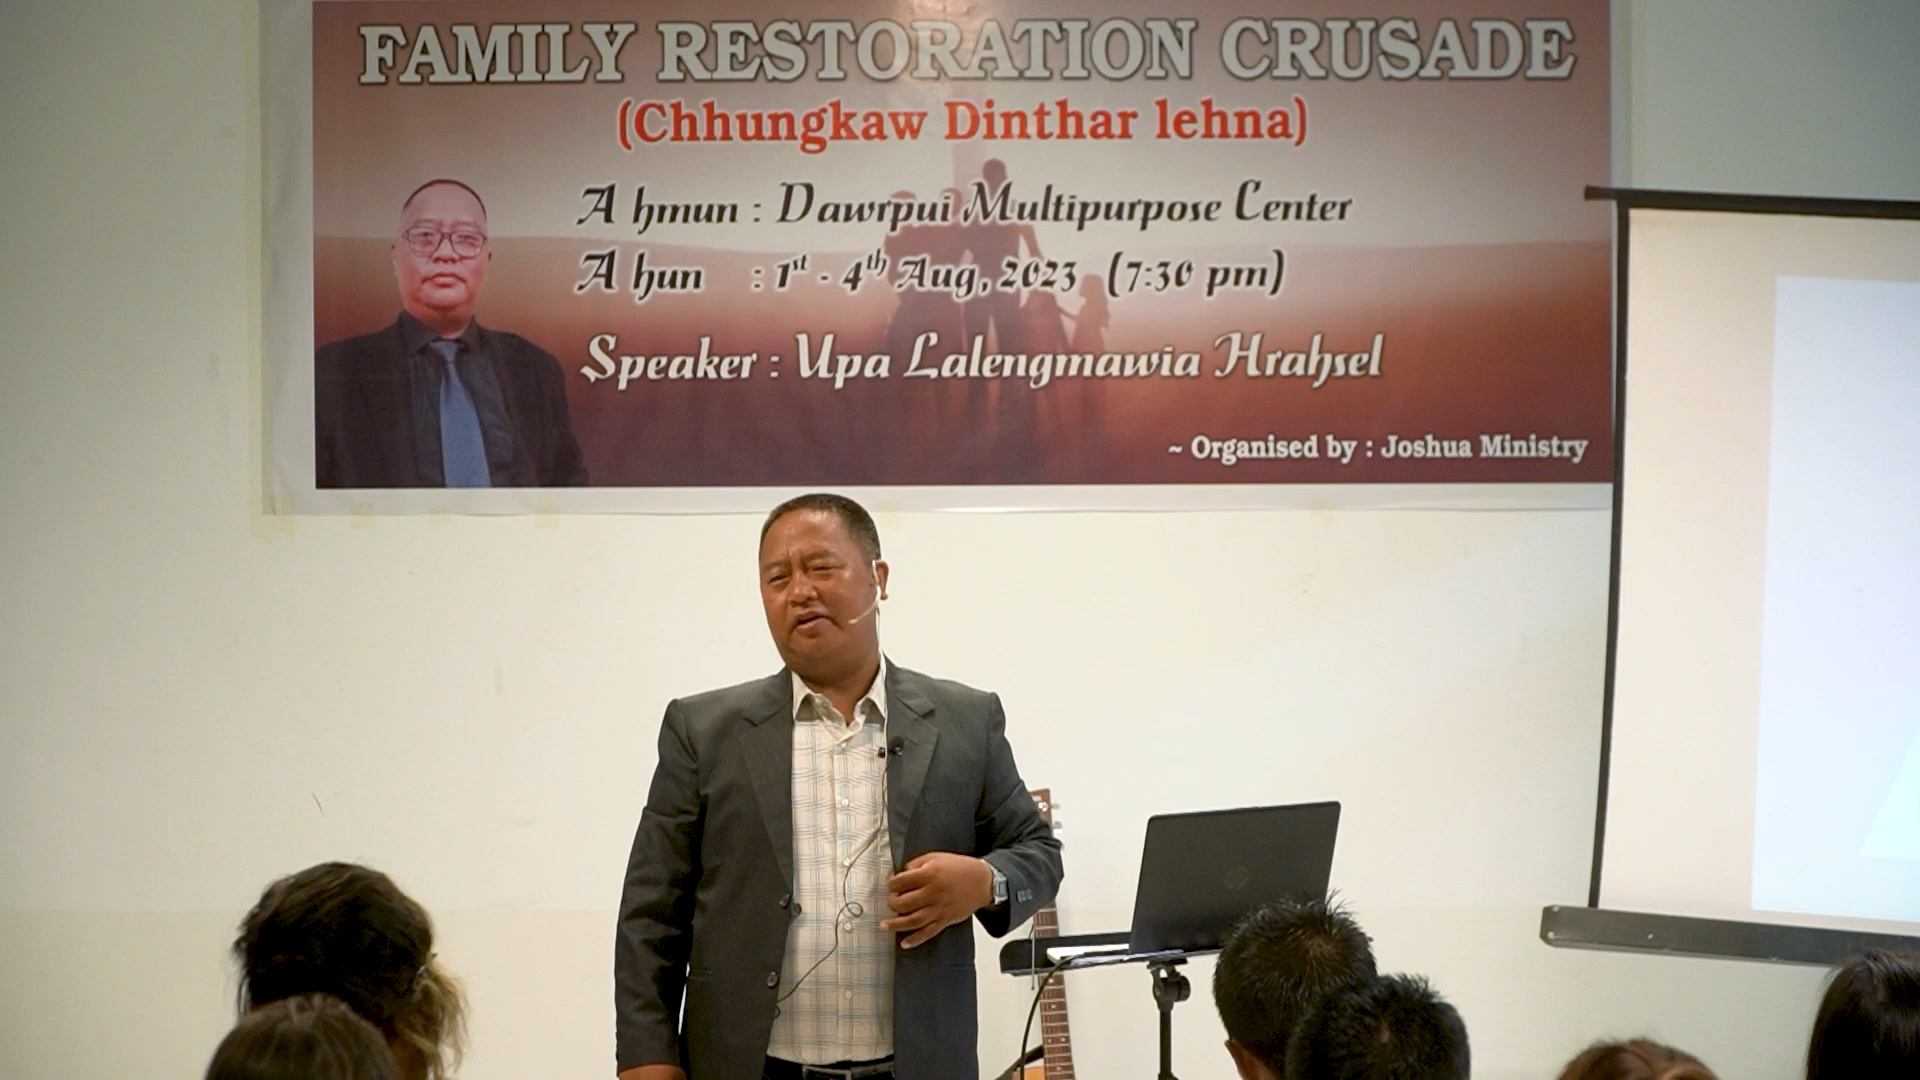 FAMILY RESTORATION CRUSADE
(Chhungkaw Dinthar lehna)
A hmun : Dawrpui Multipurpose Center
A hun : 1st - 4th Aug, 2023 (7:30 pm)
Speaker : Upa Lalengmawia Hrahsel
~ Organised by : Joshua Ministry
hp